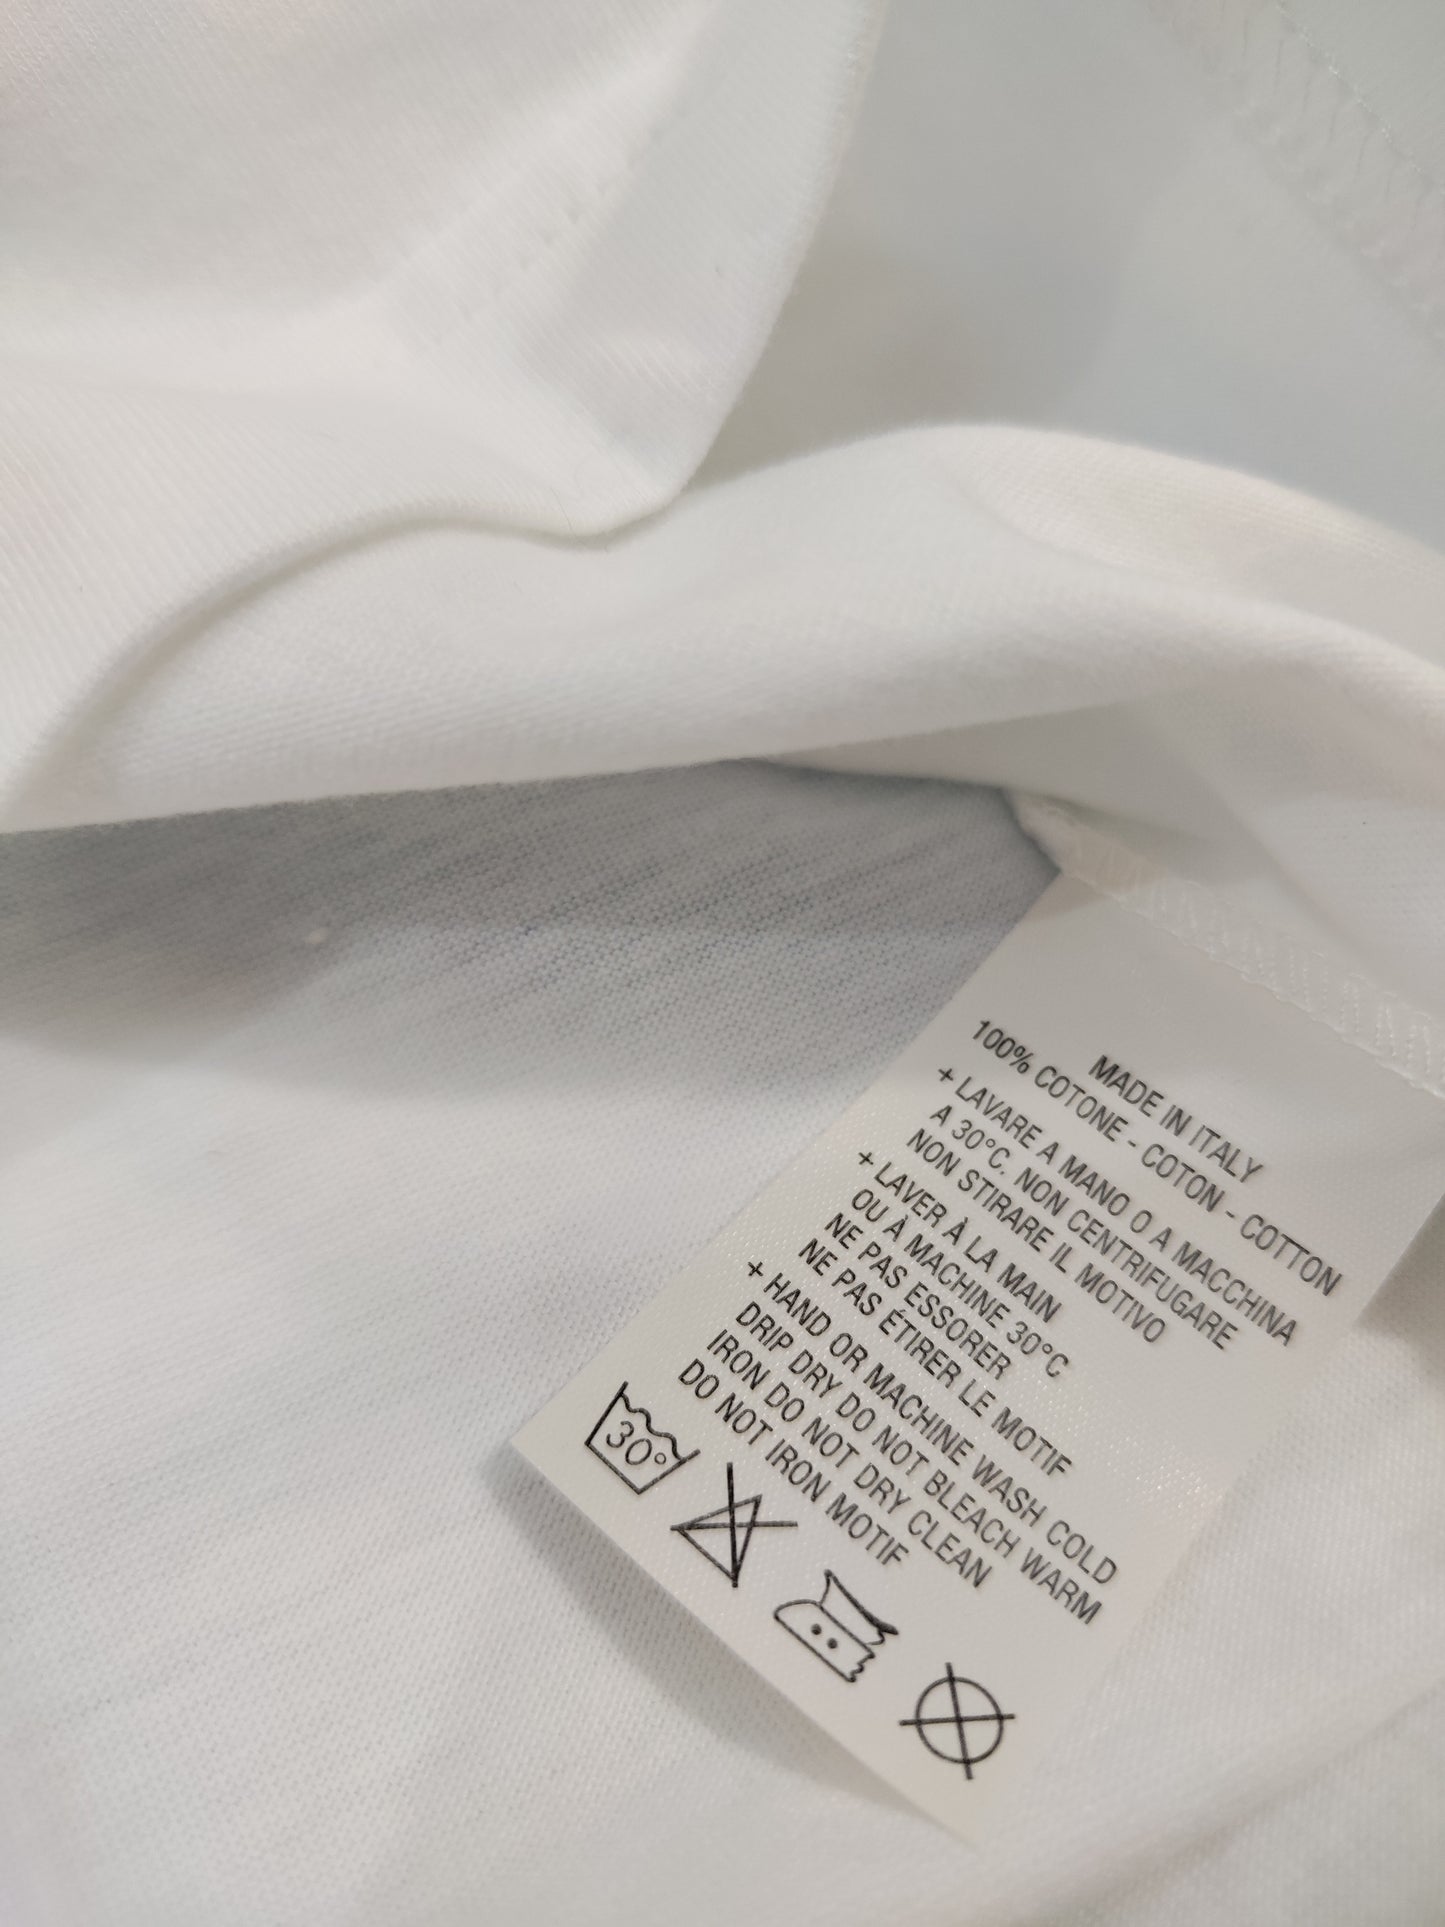 MADE IN ITALY
100% COTONE - COTON - COTTON
+ LAVARE A MANO O A MACCHINA
A 30°C. NON CENTRIFUGARE
NON STIRARE IL MOTIVO
+ LAVER À LA MAIN
OU À MACHINE 30°C
NE PAS ESSORER
NE PAS ÉTIRER LE MOTIF
+ HAND OR MACHINE WASH COLD
DRIP DRY DO NOT BLEACH WARM
IRON DO NOT DRY CLEAN
DO NOT IRON MOTIF
30°